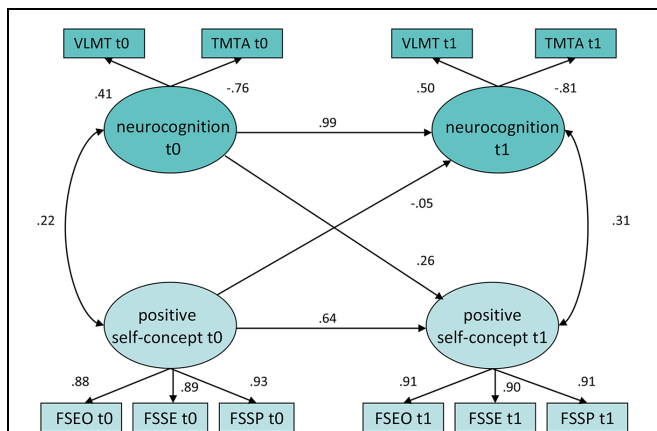 VLMT t0 TMTA t0 VLMT t1 TMTA t1
.41 -.76 .50 -.81
neurocognition
t0
.99
neurocognition
t1
-.05
.22 .31
.26
positive
self-concept t0
.64
positive
self-concept t1
.88 .89 .93 .91 .90 .91
FSEO t0 FSSE t0 FSSP t0 FSEO t1 FSSE t1 FSSP t1